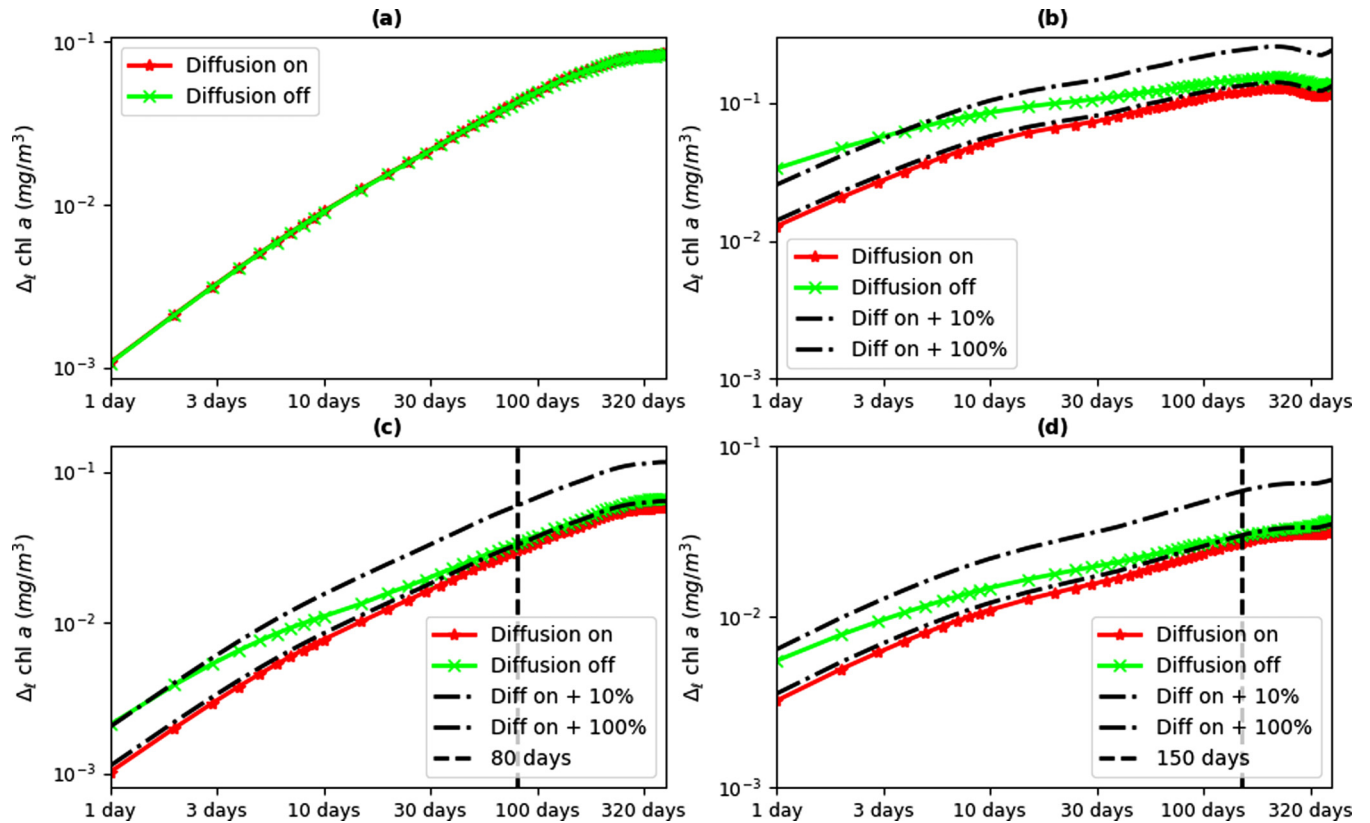 (a)
Δℓ chl a (mg/m³)
10⁻¹
10⁻²
10⁻³
Diffusion on
Diffusion off
1 day 3 days 10 days 30 days 100 days 320 days
(b)
Δℓ chl a (mg/m³)
10⁻¹
10⁻²
10⁻³
Diffusion on
Diffusion off
Diff on + 10%
Diff on + 100%
1 day 3 days 10 days 30 days 100 days 320 days
(c)
Δℓ chl a (mg/m³)
10⁻¹
10⁻²
10⁻³
Diffusion on
Diffusion off
Diff on + 10%
Diff on + 100%
80 days
1 day 3 days 10 days 30 days 100 days 320 days
(d)
Δℓ chl a (mg/m³)
10⁻¹
10⁻²
10⁻³
Diffusion on
Diffusion off
Diff on + 10%
Diff on + 100%
150 days
1 day 3 days 10 days 30 days 100 days 320 days